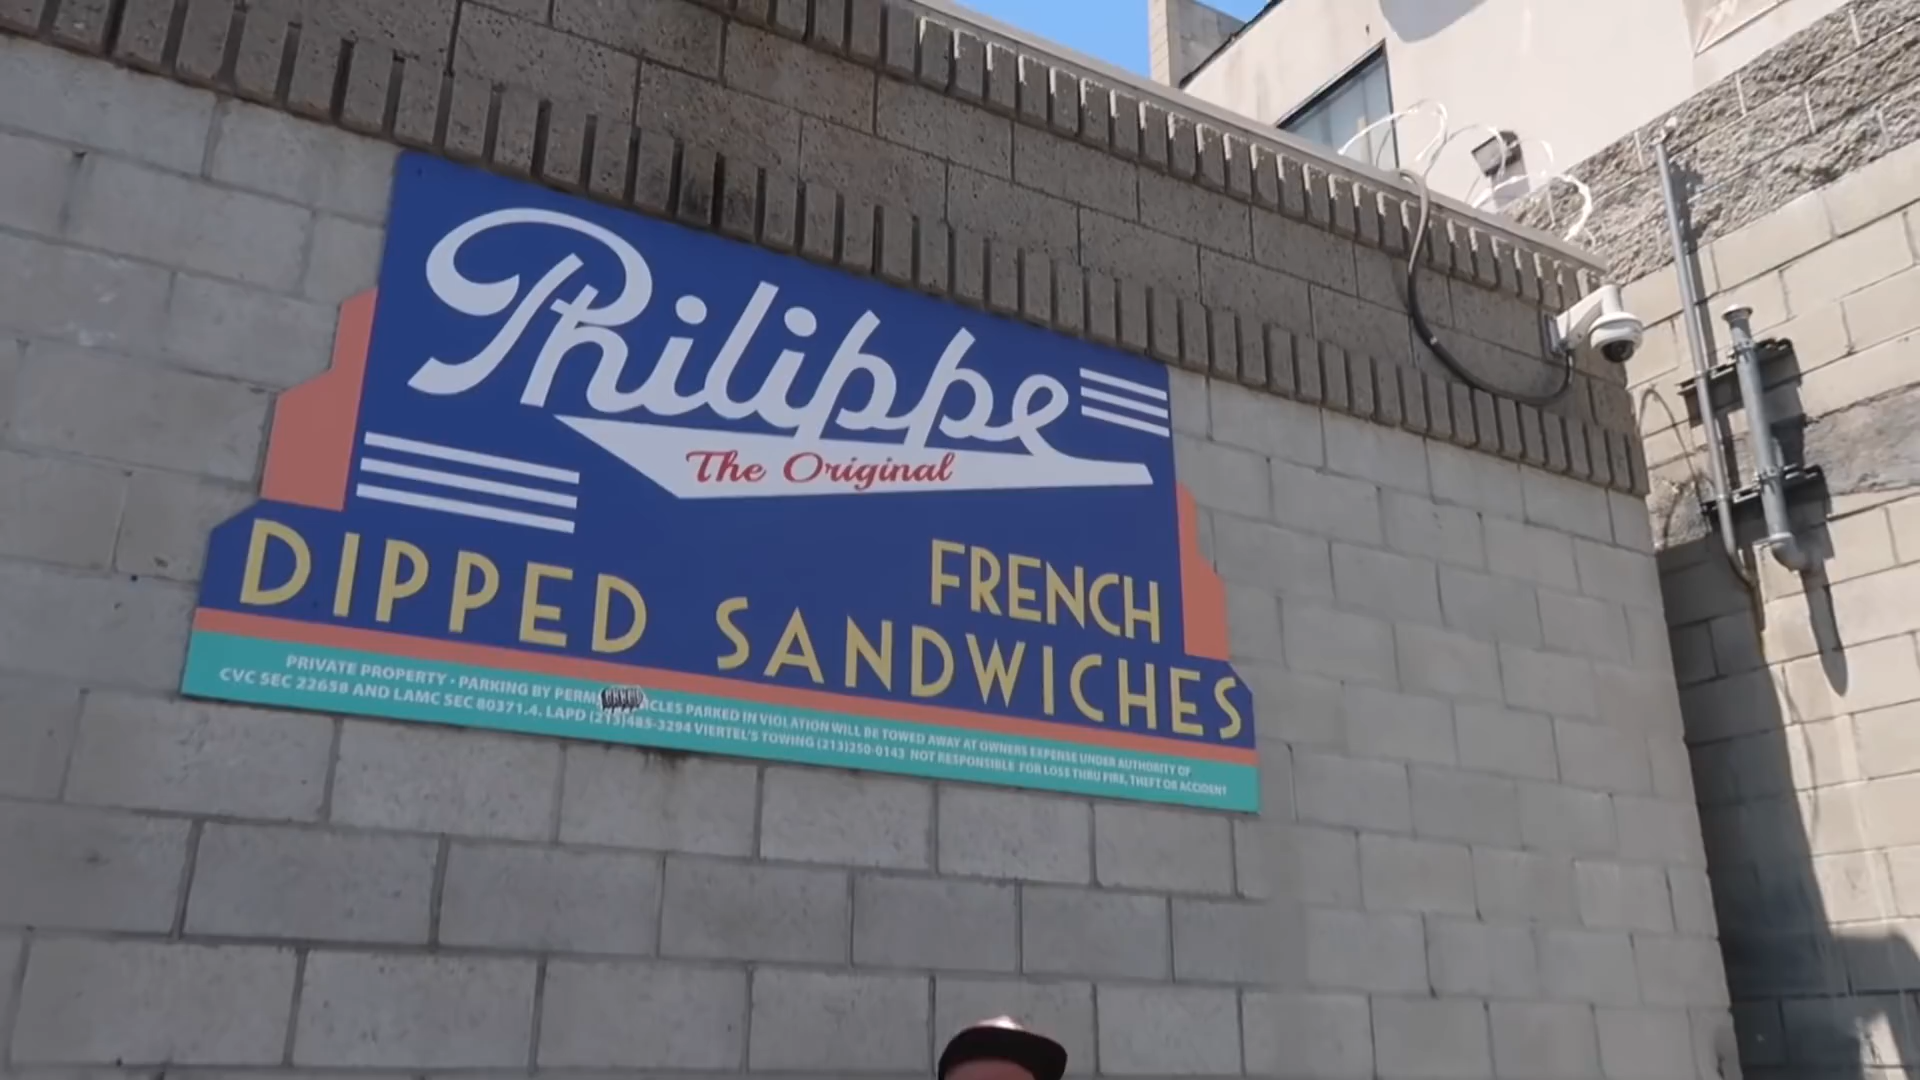 Philippe
The Original
FRENCH
DIPPED SANDWICHES
PRIVATE PROPERTY · PARKING BY PERM ICLES PARKED IN VIOLATION WILL BE TOWED AWAY AT OWNERS EXPENSE UNDER AUTHORITY OF
CVC SEC 22658 AND LAMC SEC 80371.4. LAPD (213)485-3294 VIERTEL'S TOWING (213)250-0143 NOT RESPONSIBLE FOR LOSS THRU FIRE, THEFT OR ACCIDENT